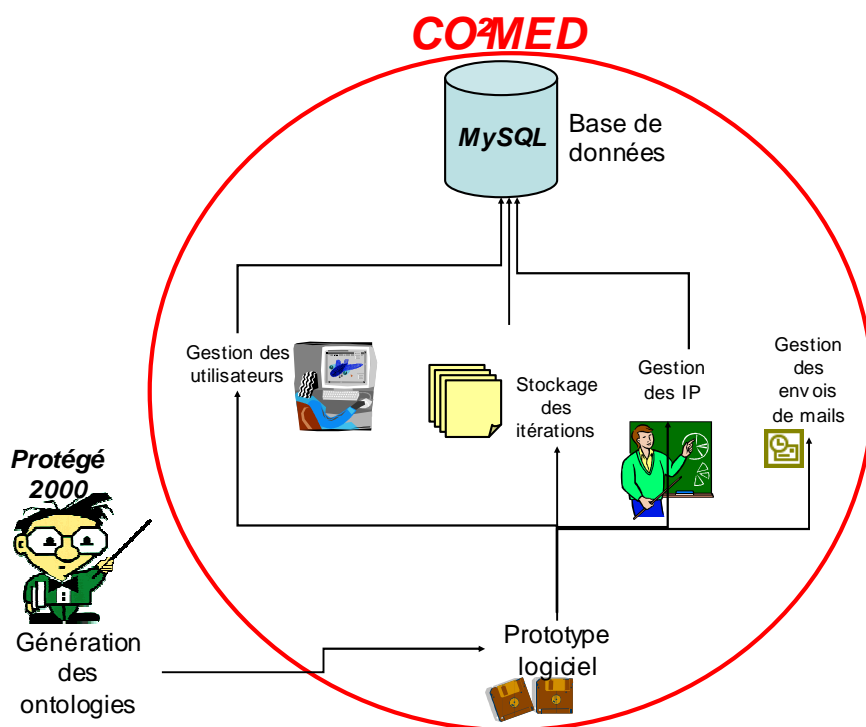 CO²MED
MySQL
Base de
données
Gestion des
utilisateurs
Stockage
des
itérations
Gestion
des IP
Gestion
des
envois
de mails
Protégé
2000
Génération
des
ontologies
Prototype
logiciel